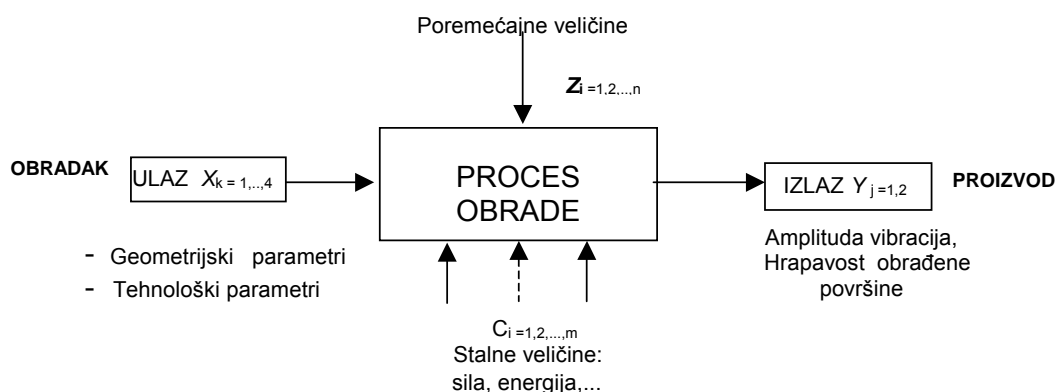 Poremećajne veličine
Zi =1,2,..,n
OBRADAK
ULAZ Xk = 1,..,4
PROCES
OBRADE
IZLAZ Y j =1,2
PROIZVOD
- Geometrijski parametri
- Tehnološki parametri
Amplituda vibracija,
Hrapavost obrađene
površine
Ci =1,2,...,m
Stalne veličine:
sila, energija,...